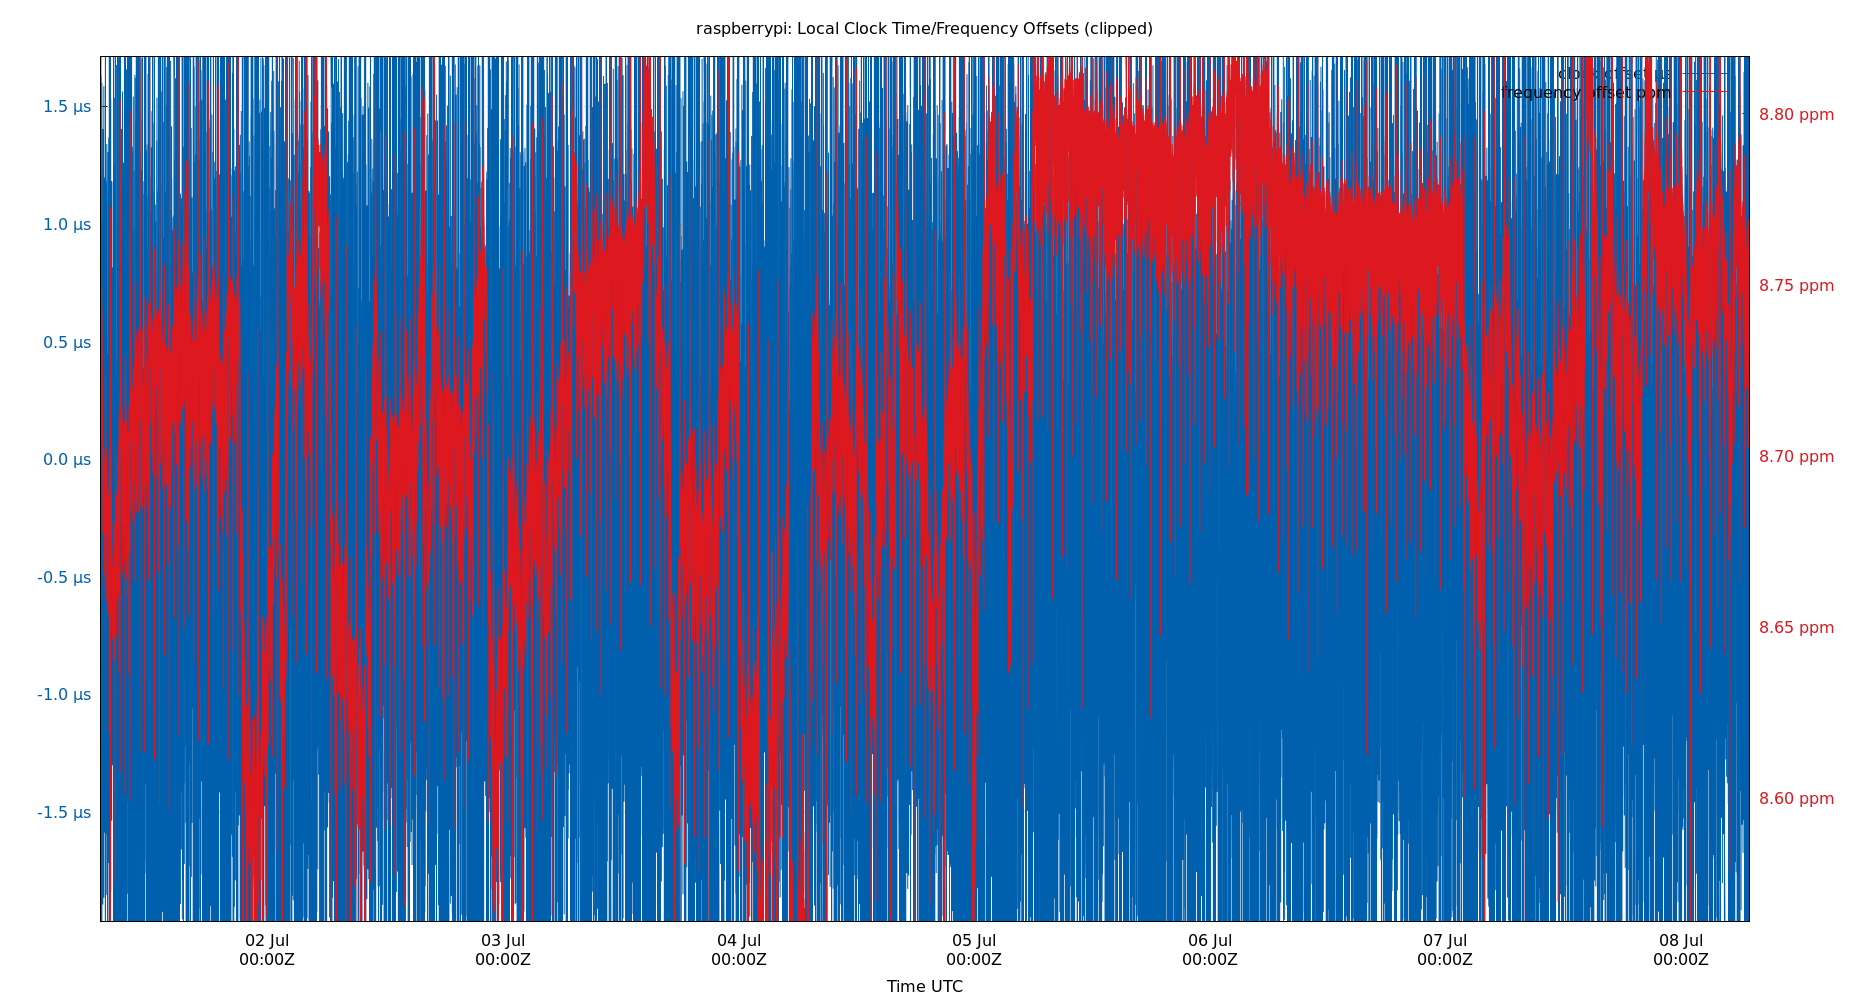 raspberrypi: Local Clock Time/Frequency Offsets (clipped)
clock offset µs
frequency offset ppm
1.5 µs
1.0 µs
0.5 µs
0.0 µs
-0.5 µs
-1.0 µs
-1.5 µs
8.80 ppm
8.75 ppm
8.70 ppm
8.65 ppm
8.60 ppm
02 Jul
00:00Z
03 Jul
00:00Z
04 Jul
00:00Z
05 Jul
00:00Z
06 Jul
00:00Z
07 Jul
00:00Z
08 Jul
00:00Z
Time UTC